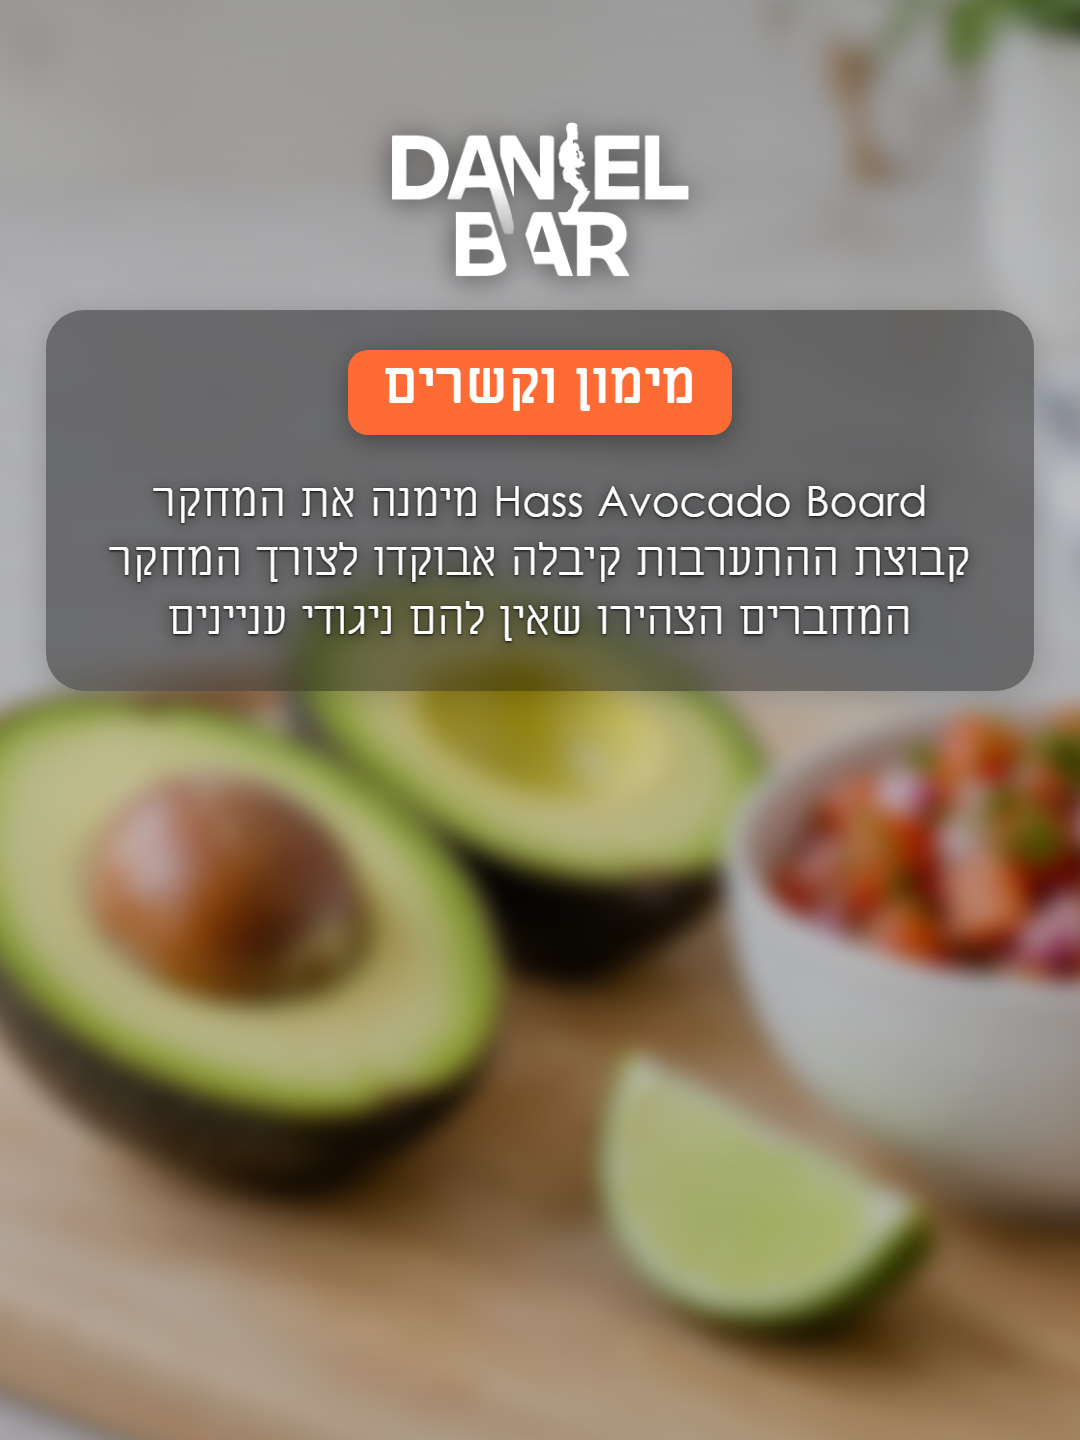 DANIEL
BAR
מימון וקשרים
Hass Avocado Board מימנה את המחקר
קבוצת ההתערבות קיבלה אבוקדו לצורך המחקר
המחברים הצהירו שאין להם ניגודי עניינים